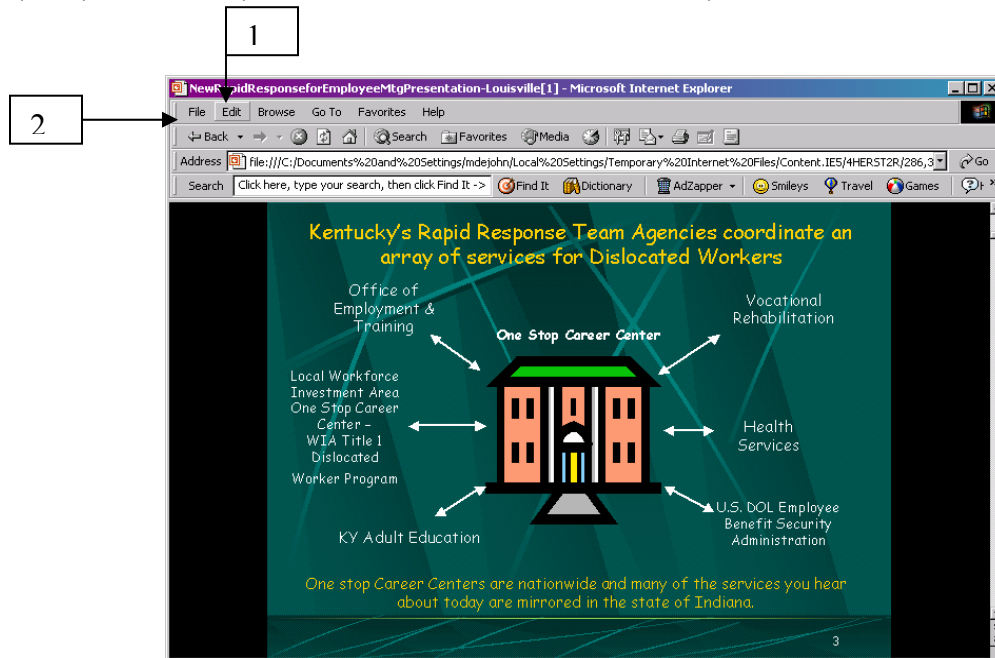 1
2
NewRapidResponseforEmployeeMtgPresentation-Louisville[1] - Microsoft Internet Explorer
File Edit Browse Go To Favorites Help
Back Search Favorites Media
Address file:///C:/Documents%20and%20Settings/mdejohn/Local%20Settings/Temporary%20Internet%20Files/Content.IE5/4HERST2R/286,3 Go
Search Click here, type your search, then click Find It -> Find It Dictionary AdZapper Smileys Travel Games
Kentucky's Rapid Response Team Agencies coordinate an
array of services for Dislocated Workers
Office of
Employment &
Training
Vocational
Rehabilitation
One Stop Career Center
Local Workforce
Investment Area
One Stop Career
Center –
WIA Title 1
Dislocated
Worker Program
Health
Services
KY Adult Education
U.S. DOL Employee
Benefit Security
Administration
One stop Career Centers are nationwide and many of the services you hear
about today are mirrored in the state of Indiana.
3